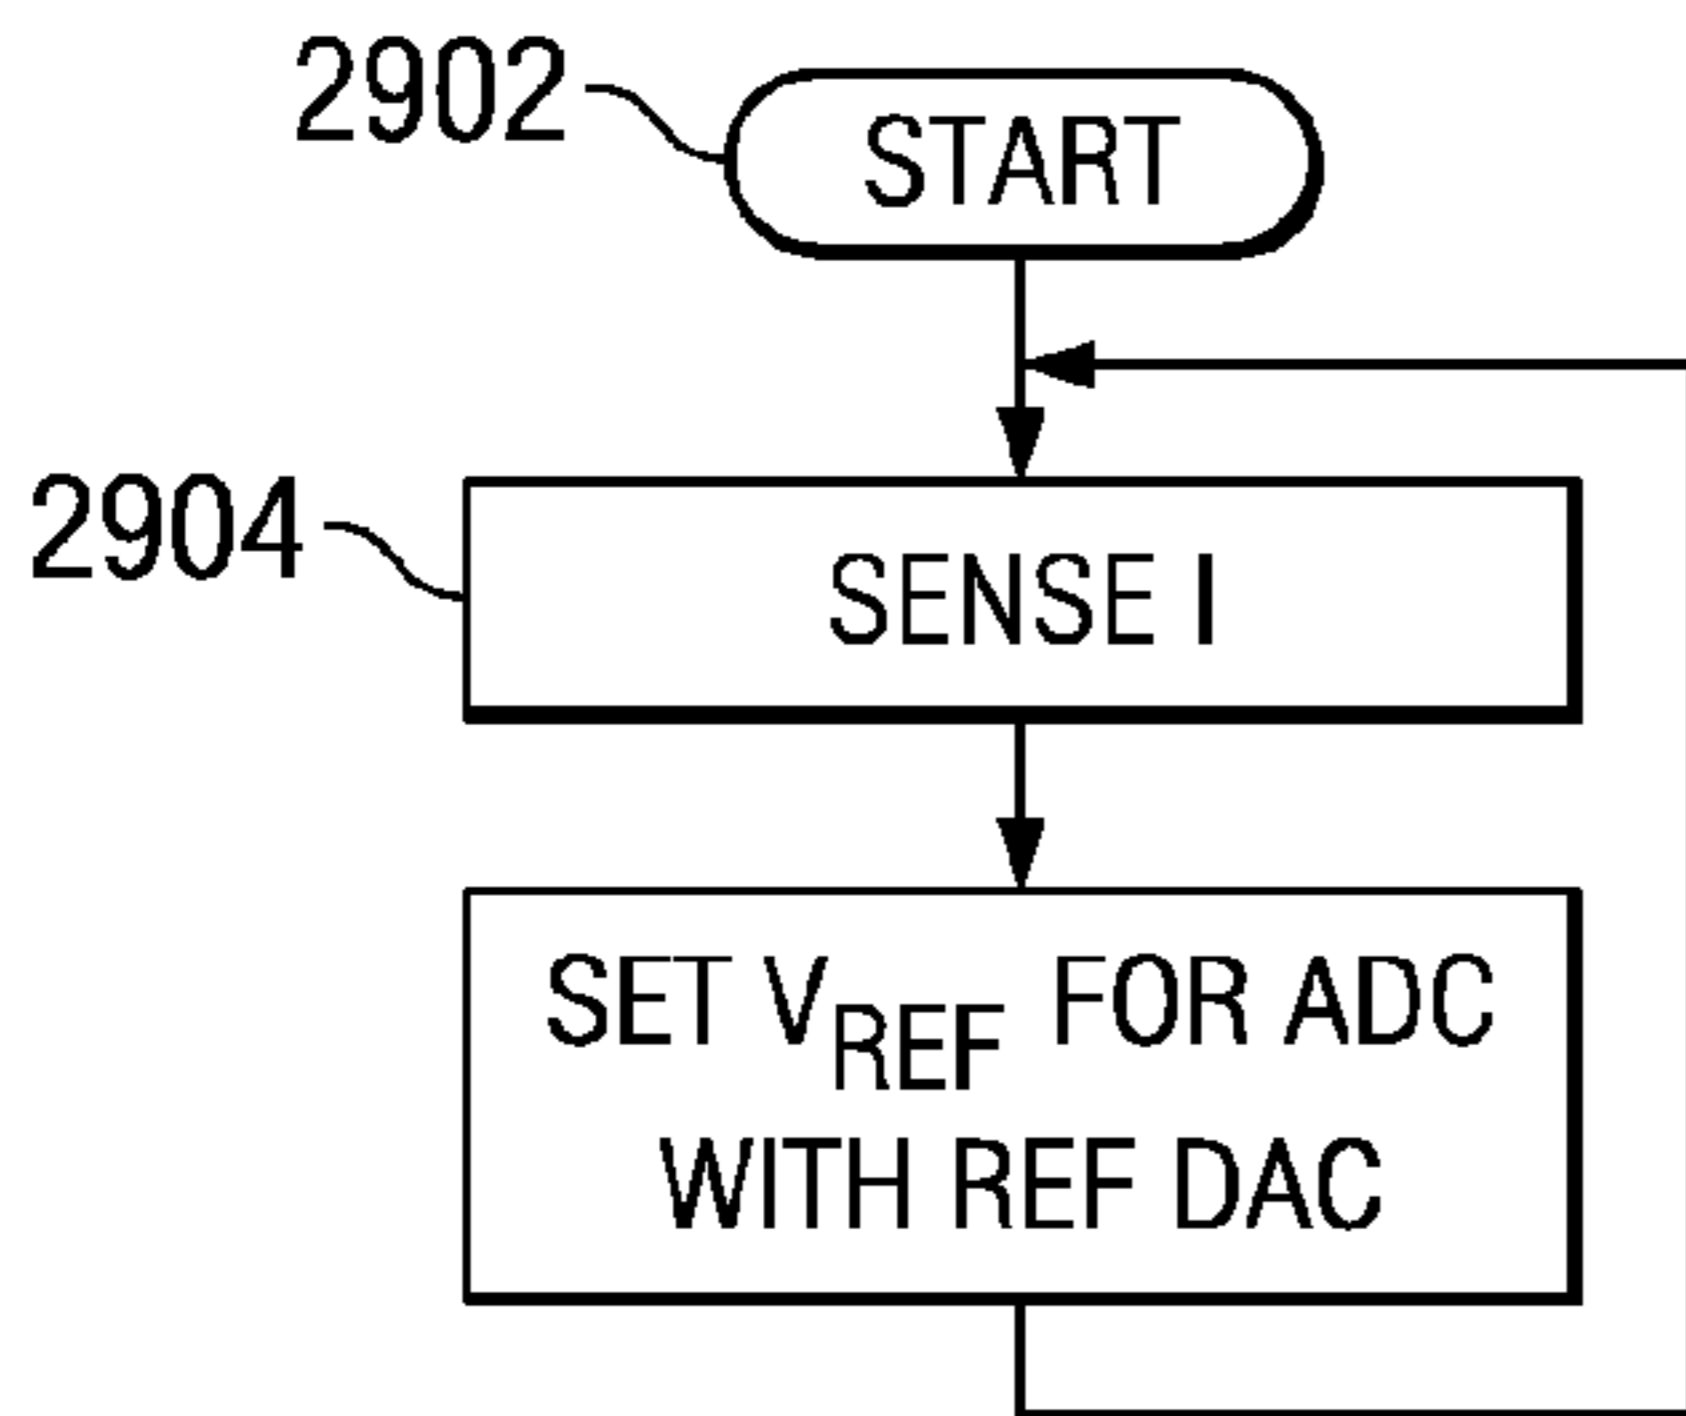 2902
START
2904
SENSE I
SET VREF FOR ADC
WITH REF DAC